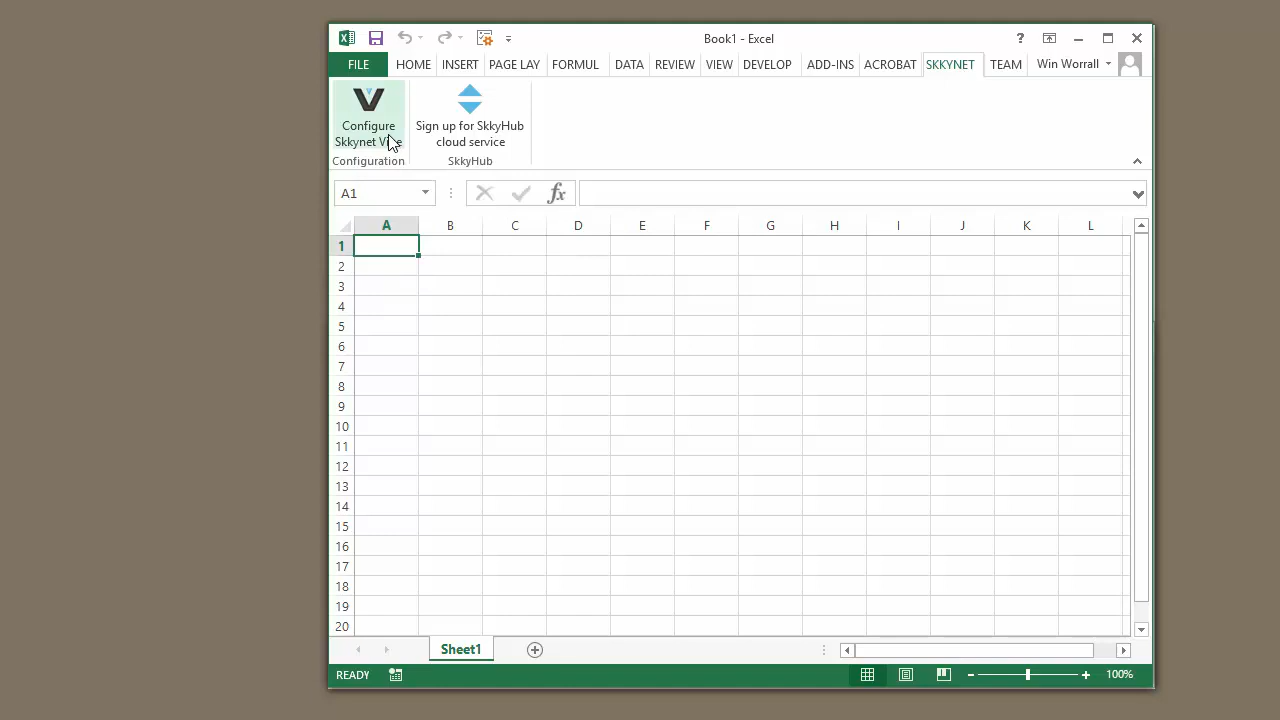 Book1 - Excel
?
FILE HOME INSERT PAGE LAY FORMUL DATA REVIEW VIEW DEVELOP ADD-INS ACROBAT SKKYNET TEAM Win Worrall
Configure
Skkynet
Configuration
Sign up for SkkyHub
cloud service
SkkyHub
A1
fx
A B C D E F G H I J K L
1
2
3
4
5
6
7
8
9
10
11
12
13
14
15
16
17
18
19
20
Sheet1
READY 100%